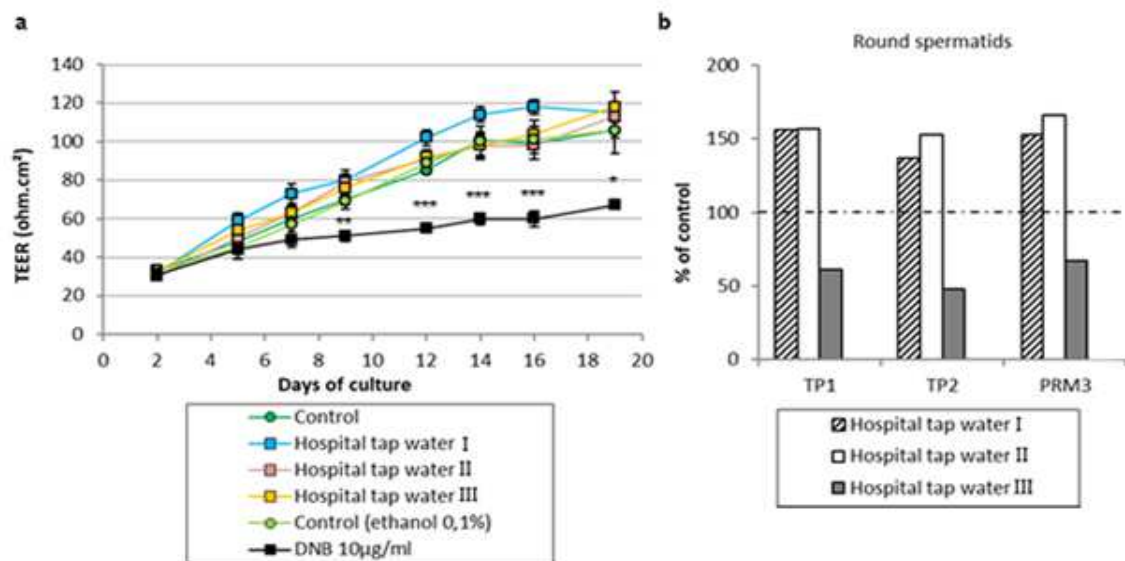 a
140
120
100
80
60
40
20
0
TEER (ohm.cm²)
**
***
***
***
*
0 2 4 6 8 10 12 14 16 18 20
Days of culture
Control
Hospital tap water I
Hospital tap water II
Hospital tap water III
Control (ethanol 0,1%)
DNB 10µg/ml
b
Round spermatids
200
150
100
50
0
% of control
TP1 TP2 PRM3
Hospital tap water I
Hospital tap water II
Hospital tap water III